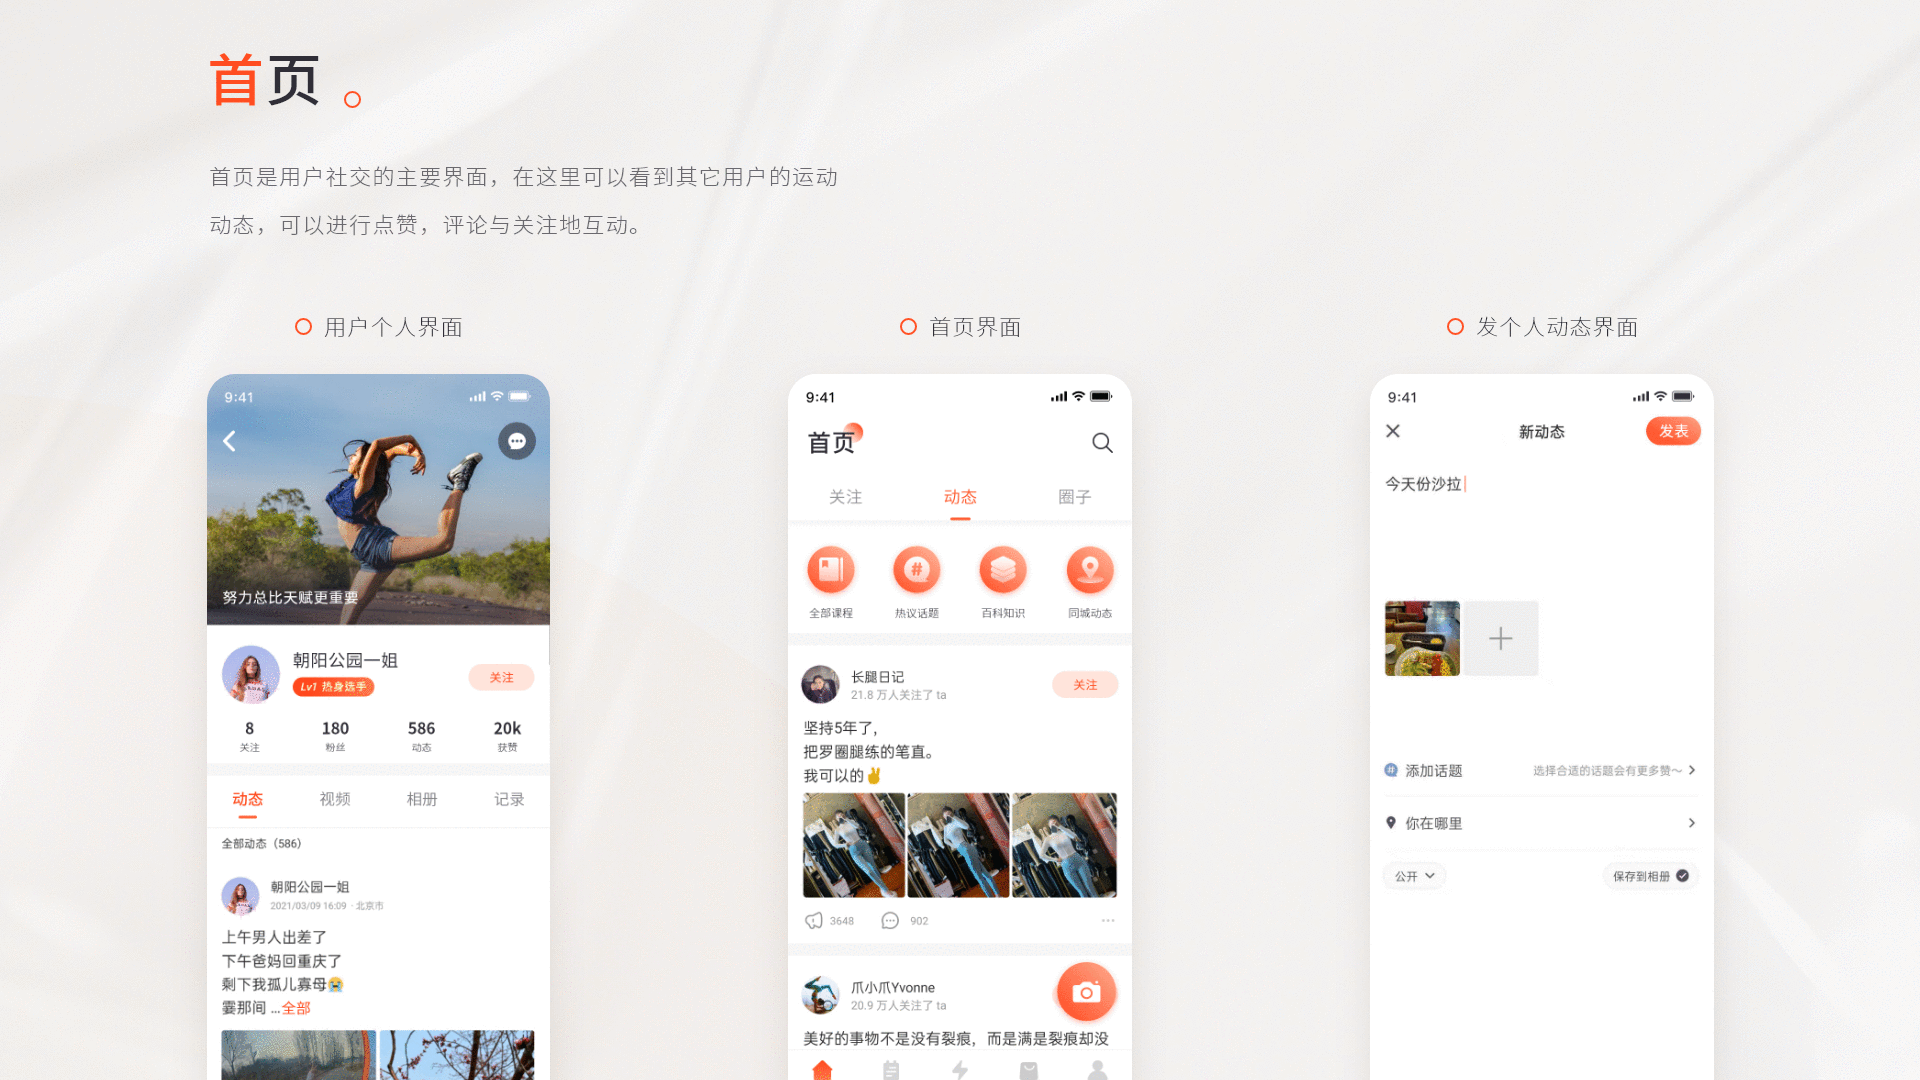 首页
首页是用户社交的主要界面，在这里可以看到其它用户的运动
动态，可以进行点赞，评论与关注地互动。
用户个人界面
9:41
努力总比天赋更重要
朝阳公园一姐
Lv1 热身选手
关注
8
180
586
20k
关注
粉丝
动态
获赞
动态
视频
相册
记录
全部动态（586）
朝阳公园一姐
2021/03/09 16:09 · 北京市
上午男人出差了
下午爸妈回重庆了
剩下我孤儿寡母😭
霎那间 ...全部
首页界面
9:41
首页
关注
动态
圈子
全部课程
热议话题
百科知识
同城动态
长腿日记
21.8 万人关注了 ta
关注
坚持5年了，
把罗圈腿练的笔直。
我可以的✌
3648
902
爪小爪Yvonne
20.9 万人关注了 ta
美好的事物不是没有裂痕，而是满是裂痕却没
发个人动态界面
9:41
新动态
发表
今天份沙拉
添加话题
选择合适的话题会有更多赞～
你在哪里
公开
保存到相册